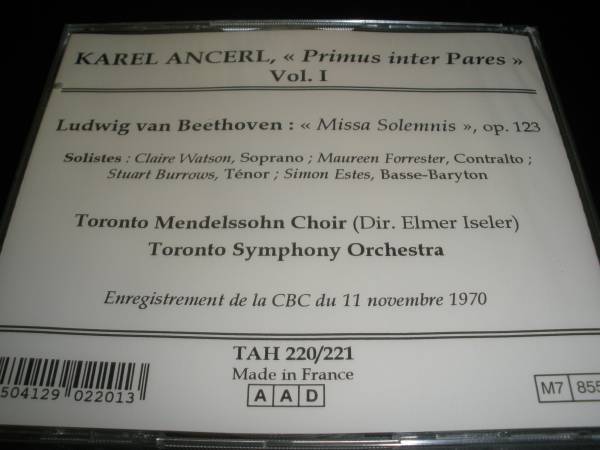 KAREL ANCERL, « Primus inter Pares »
Vol. I
Ludwig van Beethoven : « Missa Solemnis », op. 123
Solistes : Claire Watson, Soprano ; Maureen Forrester, Contralto ;
Stuart Burrows, Ténor ; Simon Estes, Basse-Baryton
Toronto Mendelssohn Choir (Dir. Elmer Iseler)
Toronto Symphony Orchestra
Enregistrement de la CBC du 11 novembre 1970
TAH 220/221
Made in France
A A D
504129 022013
M7 855